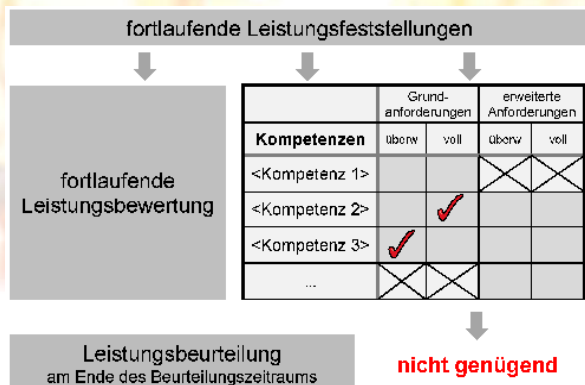 fortlaufende Leistungsfeststellungen
fortlaufende
Leistungsbewertung
Grund-
anforderungen
erweiterte
Anforderungen
Kompetenzen
überw
voll
überw
voll
<Kompetenz 1>
<Kompetenz 2>
<Kompetenz 3>
...
Leistungsbeurteilung
am Ende des Beurteilungszeitraums
nicht genügend